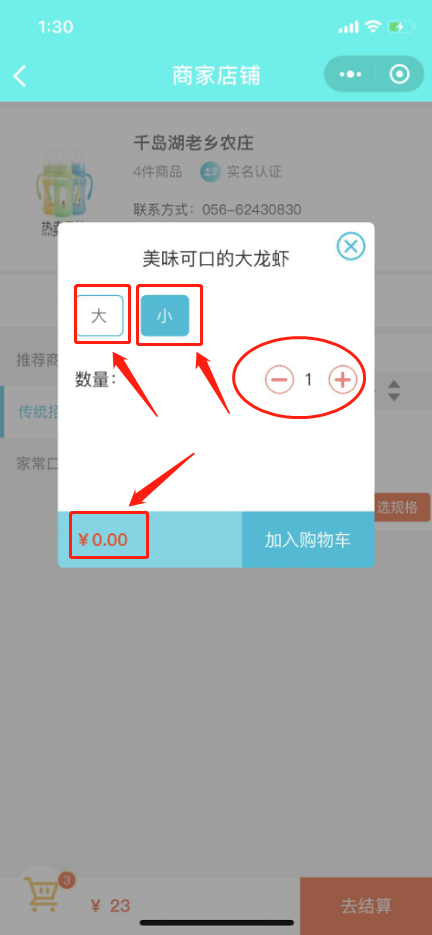 1:30
商家店铺
千岛湖老乡农庄
4件商品 实名认证
联系方式：056-62430830
美味可口的大龙虾
大 小
推荐商
数量： 1
传统招
家常口
选规格
¥0.00 加入购物车
3
¥ 23 去结算